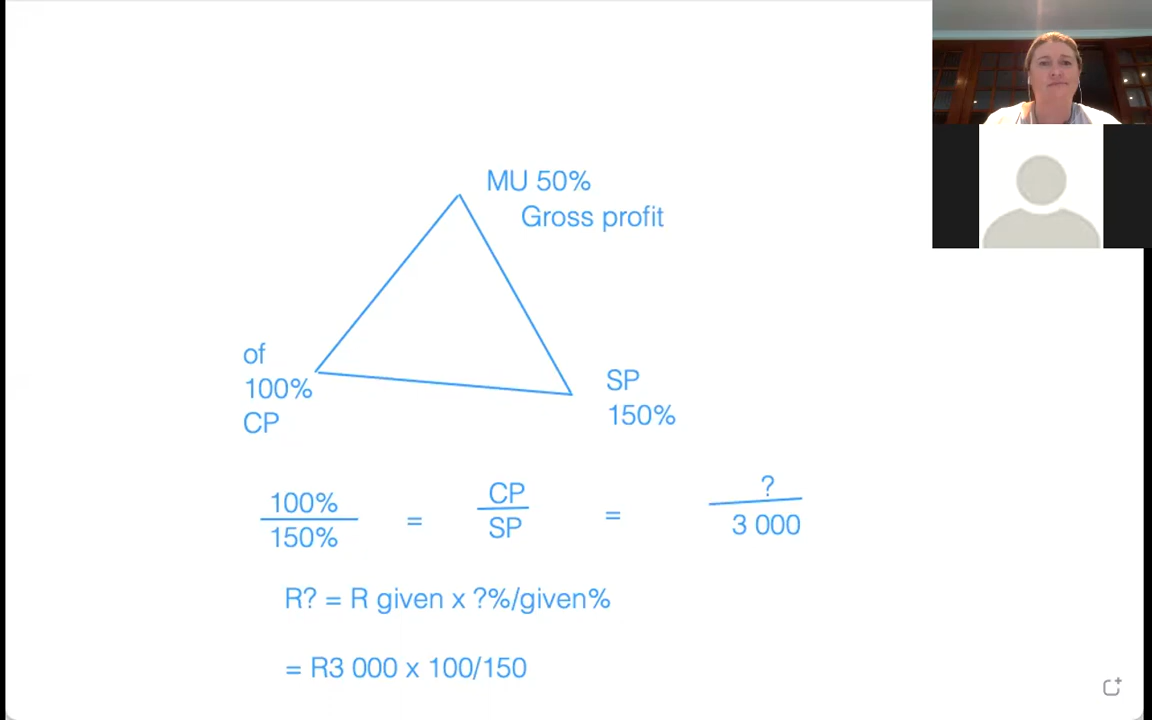 MU 50%
Gross profit
of
100%
CP
SP
150%
100%
150%
=
CP
SP
=
?
3 000
R? = R given x ?%/given%
= R3 000 x 100/150